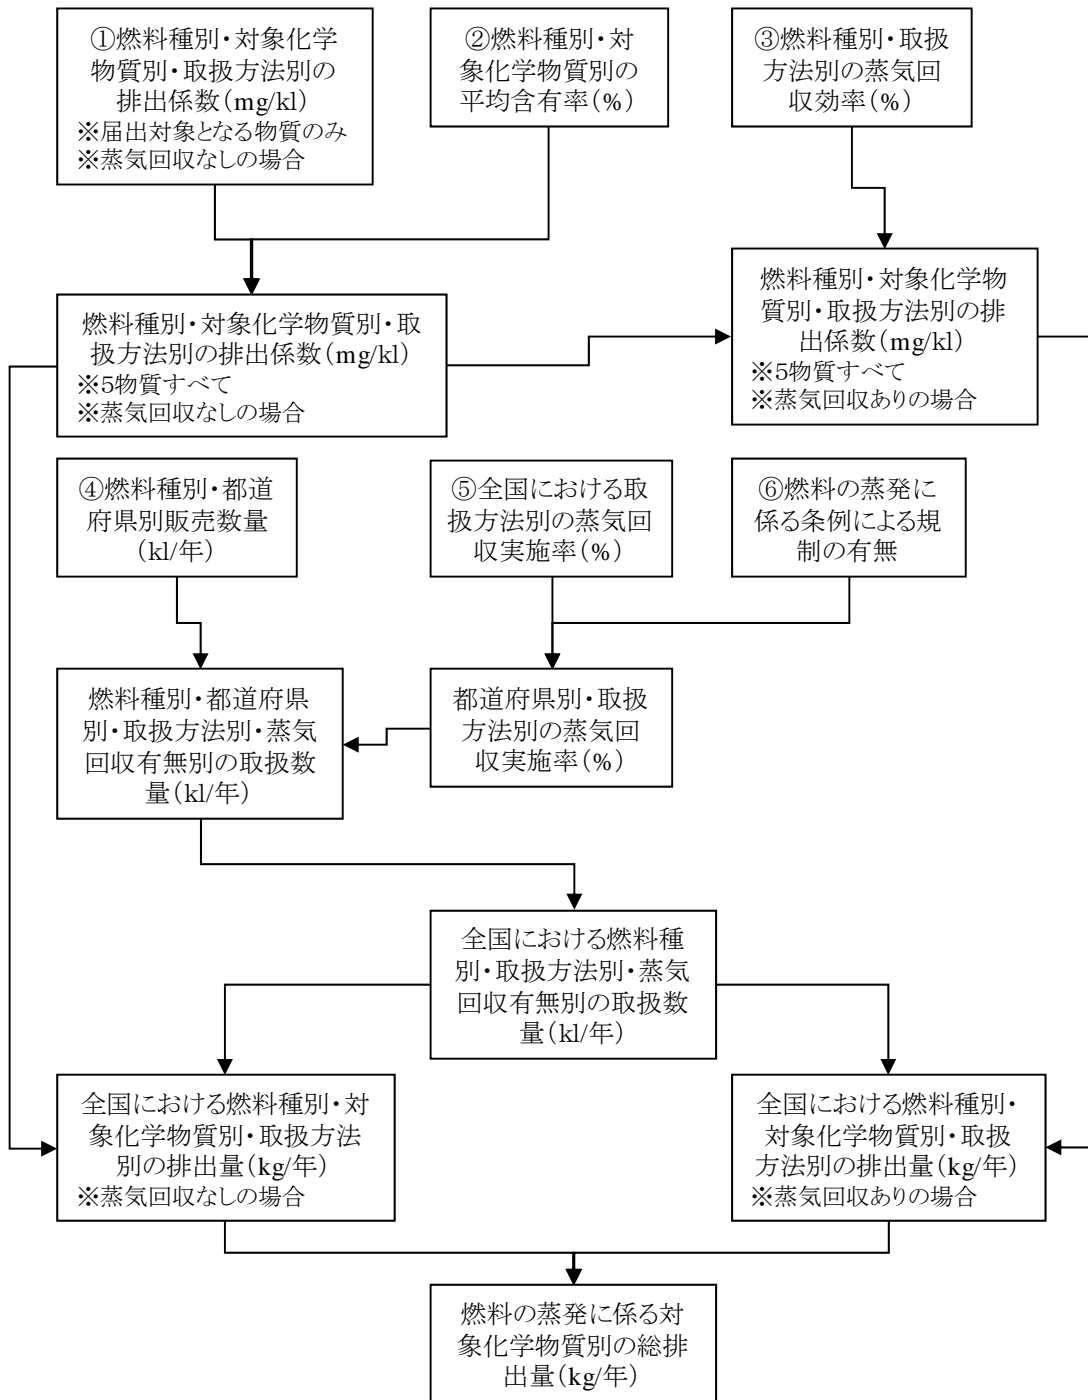 ①燃料種別・対象化学
物質別・取扱方法別の
排出係数(mg/kl)
※届出対象となる物質のみ
※蒸気回収なしの場合
②燃料種別・対
象化学物質別の
平均含有率(%)
③燃料種別・取扱
方法別の蒸気回
収効率(%)
燃料種別・対象化学物質別・取
扱方法別の排出係数(mg/kl)
※5物質すべて
※蒸気回収なしの場合
燃料種別・対象化学物
質別・取扱方法別の排
出係数(mg/kl)
※5物質すべて
※蒸気回収ありの場合
④燃料種別・都道
府県別販売数量
(kl/年)
⑤全国における取
扱方法別の蒸気回
収実施率(%)
⑥燃料の蒸発に
係る条例による規
制の有無
燃料種別・都道府県
別・取扱方法別・蒸気
回収有無別の取扱数
量(kl/年)
都道府県別・取扱
方法別の蒸気回
収実施率(%)
全国における燃料種
別・取扱方法別・蒸気
回収有無別の取扱数
量(kl/年)
全国における燃料種別・対
象化学物質別・取扱方法
別の排出量(kg/年)
※蒸気回収なしの場合
全国における燃料種別・
対象化学物質別・取扱
方法別の排出量(kg/年)
※蒸気回収ありの場合
燃料の蒸発に係る対
象化学物質別の総排
出量(kg/年)